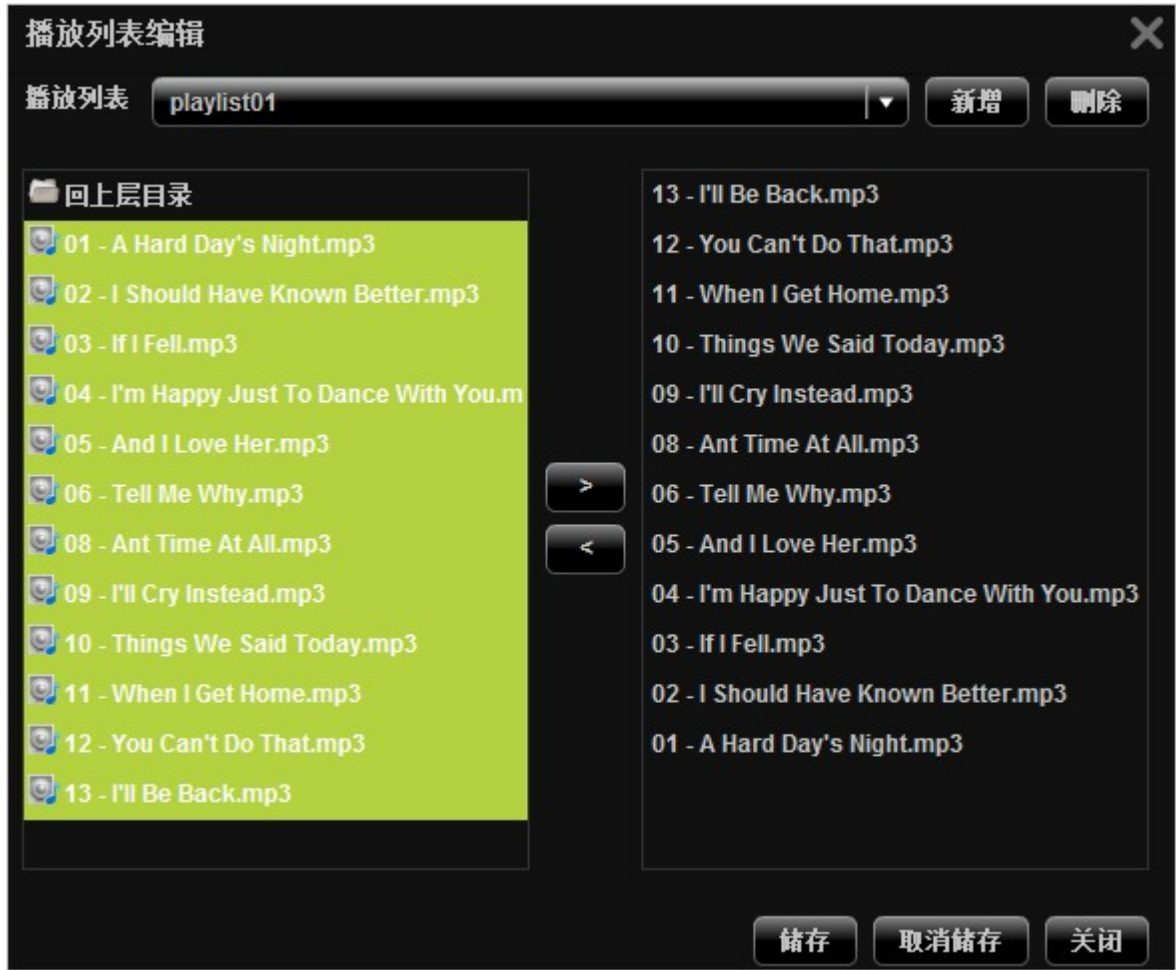 播放列表编辑
播放列表 playlist01 新增 删除
回上层目录
01 - A Hard Day's Night.mp3
02 - I Should Have Known Better.mp3
03 - If I Fell.mp3
04 - I'm Happy Just To Dance With You.m
05 - And I Love Her.mp3
06 - Tell Me Why.mp3
08 - Ant Time At All.mp3
09 - I'll Cry Instead.mp3
10 - Things We Said Today.mp3
11 - When I Get Home.mp3
12 - You Can't Do That.mp3
13 - I'll Be Back.mp3
>
<
13 - I'll Be Back.mp3
12 - You Can't Do That.mp3
11 - When I Get Home.mp3
10 - Things We Said Today.mp3
09 - I'll Cry Instead.mp3
08 - Ant Time At All.mp3
06 - Tell Me Why.mp3
05 - And I Love Her.mp3
04 - I'm Happy Just To Dance With You.mp3
03 - If I Fell.mp3
02 - I Should Have Known Better.mp3
01 - A Hard Day's Night.mp3
储存 取消储存 关闭